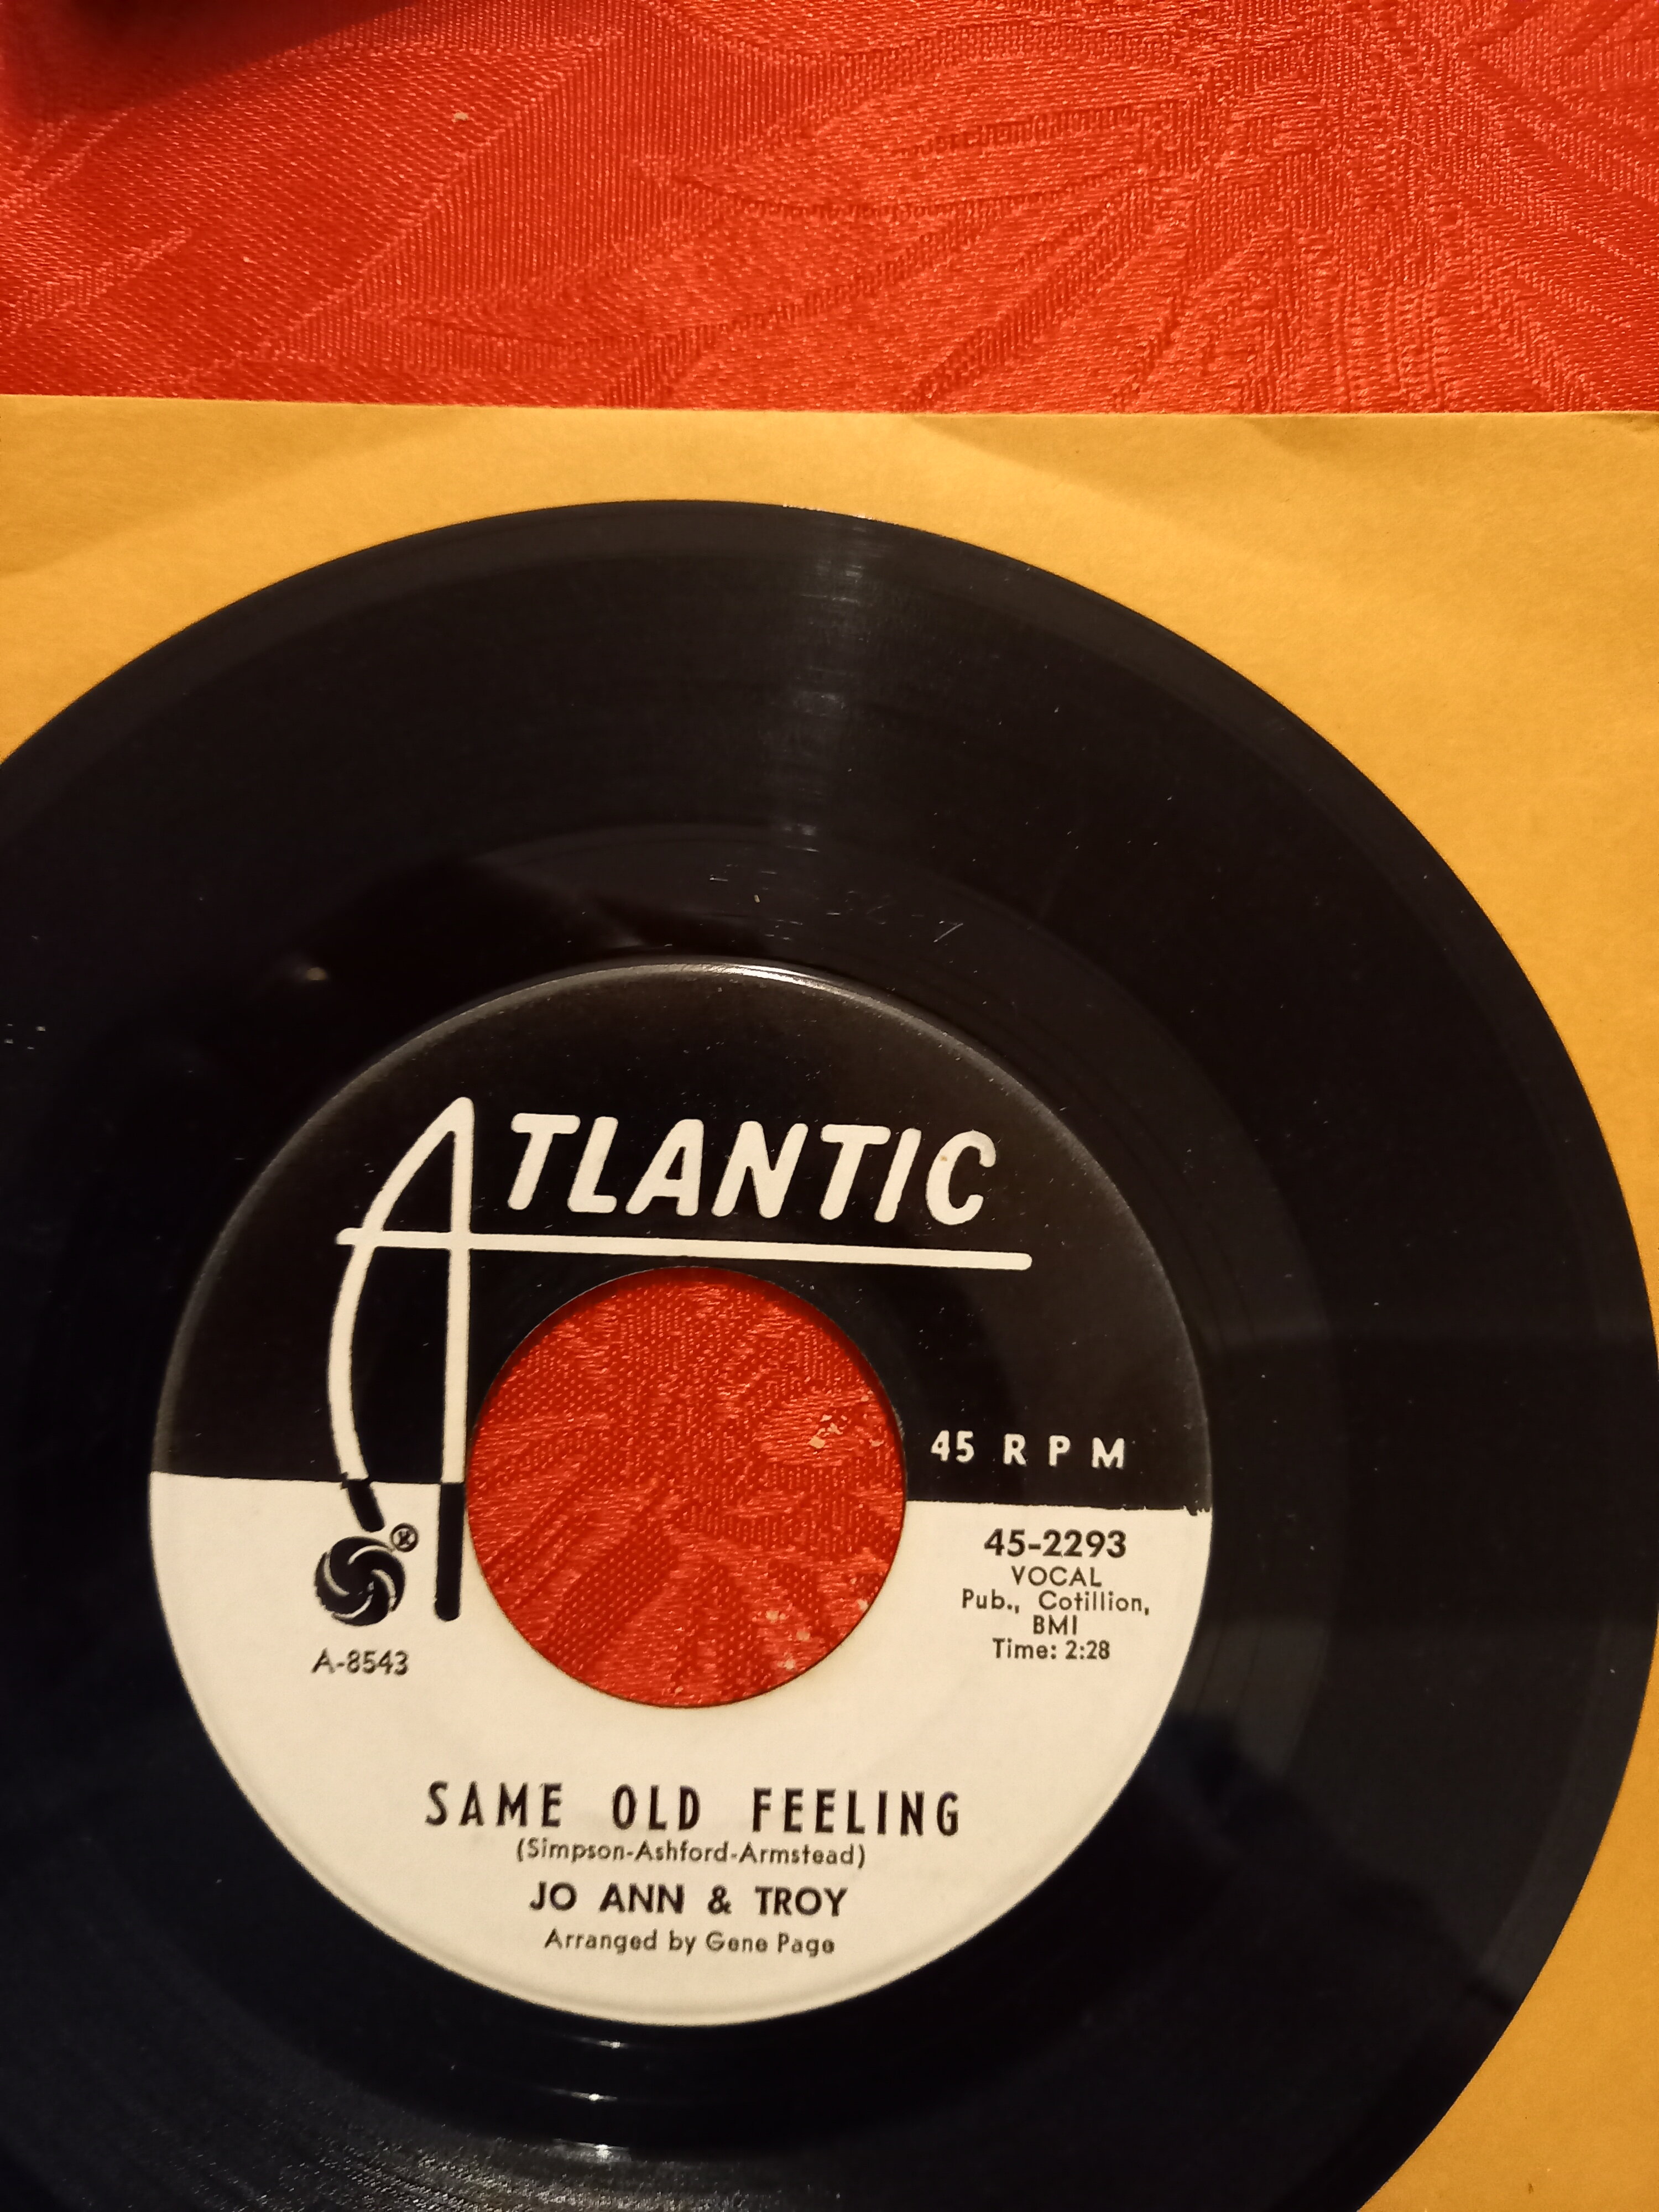 ATLANTIC
45 RPM
®
45-2293
VOCAL
Pub., Cotillion,
BMI
Time: 2:28
A-8543
SAME OLD FEELING
(Simpson-Ashford-Armstead)
JO ANN & TROY
Arranged by Gene Page